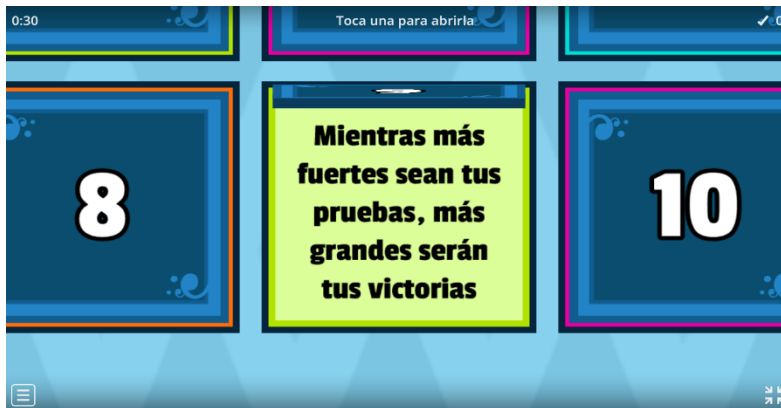 0:30
Toca una para abrirla
8
Mientras más
fuertes sean tus
pruebas, más
grandes serán
tus victorias
10